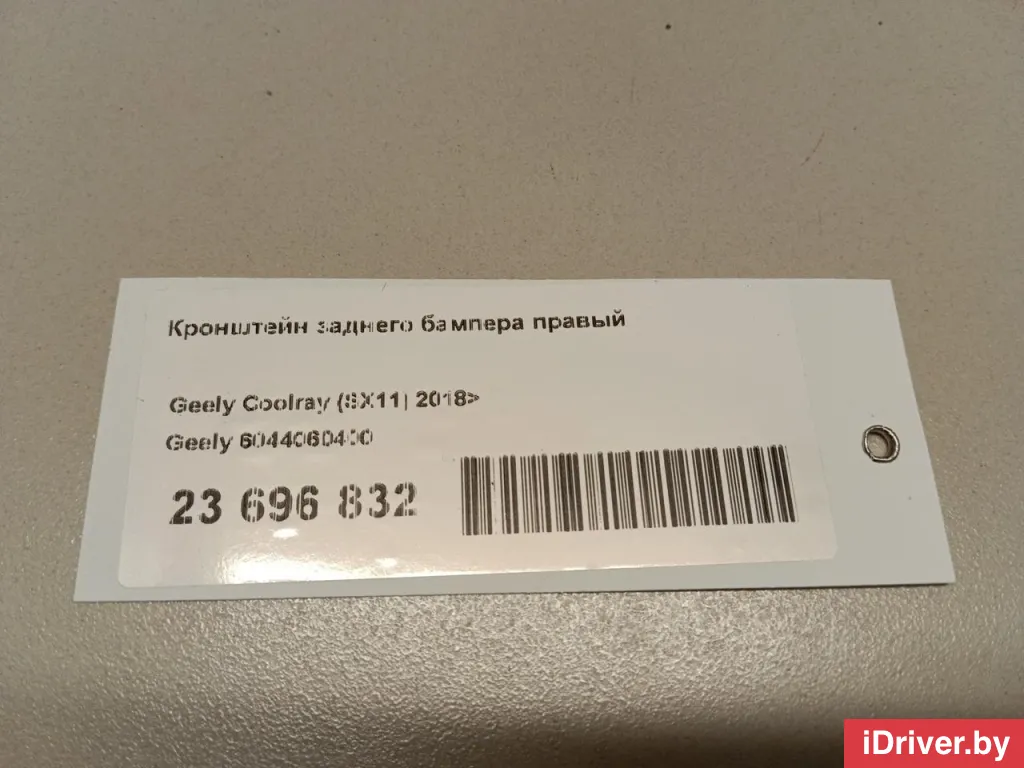 Кронштейн заднего бампера правый
Geely Coolray (SX11) 2018>
Geely 6044060400
23 696 832
iDriver.by